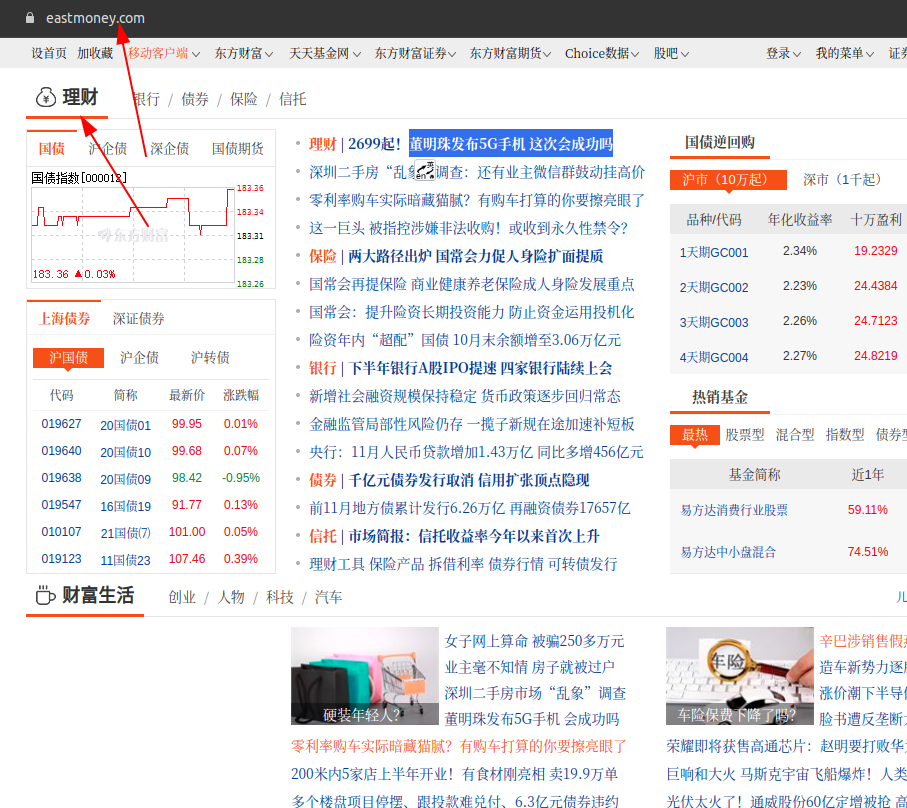 eastmoney.com
设首页 加收藏 移动客户端 东方财富 天天基金网 东方财富证券 东方财富期货 Choice数据 股吧 登录 我的菜单
理财 银行 / 债券 / 保险 / 信托
国债 沪企债 深企债 国债期货
国债指数[000012]
183.36
183.34
183.31
183.28
183.26
东方财富
183.36 ▲0.03%
上海债券 深证债券
沪国债 沪企债 沪转债
代码 简称 最新价 涨跌幅
019627 20国债01 99.95 0.01%
019640 20国债10 99.68 0.07%
019638 20国债09 98.42 -0.95%
019547 16国债19 91.77 0.13%
010107 21国债⑺ 101.00 0.05%
019123 11国债23 107.46 0.39%
理财 | 2699起！董明珠发布5G手机 这次会成功吗
深圳二手房“乱象”调查：还有业主微信群鼓动挂高价
零利率购车实际暗藏猫腻？有购车打算的你要擦亮眼了
这一巨头 被指控涉嫌非法收购！或收到永久性禁令？
保险 | 两大路径出炉 国常会力促人身险扩面提质
国常会再提保险 商业健康养老保险成人身险发展重点
国常会：提升险资长期投资能力 防止资金运用投机化
险资年内“超配”国债 10月末余额增至3.06万亿元
银行 | 下半年银行A股IPO提速 四家银行陆续上会
新增社会融资规模保持稳定 货币政策逐步回归常态
金融监管局部性风险仍存 一揽子新规在途加速补短板
央行：11月人民币贷款增加1.43万亿 同比多增456亿元
债券 | 千亿元债券发行取消 信用扩张顶点隐现
前11月地方债累计发行6.26万亿 再融资债券17657亿
信托 | 市场简报：信托收益率今年以来首次上升
理财工具 保险产品 拆借利率 债券行情 可转债发行
国债逆回购
沪市（10万起） 深市（1千起）
品种/代码 年化收益率 十万盈利
1天期GC001 2.34% 19.2329
2天期GC002 2.23% 24.4384
3天期GC003 2.26% 24.7123
4天期GC004 2.27% 24.8219
热销基金
最热 股票型 混合型 指数型 债券型
基金简称 近1年
易方达消费行业股票 59.11%
易方达中小盘混合 74.51%
财富生活 创业 / 人物 / 科技 / 汽车
硬装年轻人？
女子网上算命 被骗250多万元
业主毫不知情 房子就被过户
深圳二手房市场“乱象”调查
董明珠发布5G手机 会成功吗
零利率购车实际暗藏猫腻？有购车打算的你要擦亮眼了
200米内5家店上半年开业！有食材刚亮相 卖19.9万单
多个楼盘项目停摆、跟投款难兑付、6.3亿元债券违约
车险
车险保费下降了吗？
辛巴涉销售假
造车新势力逐
涨价潮下半导
脸书遭反垄断
荣耀即将获售高通芯片：赵明要打败华
巨响和大火 马斯克宇宙飞船爆炸！人类
光伏太火了！通威股份60亿定增被抢 高